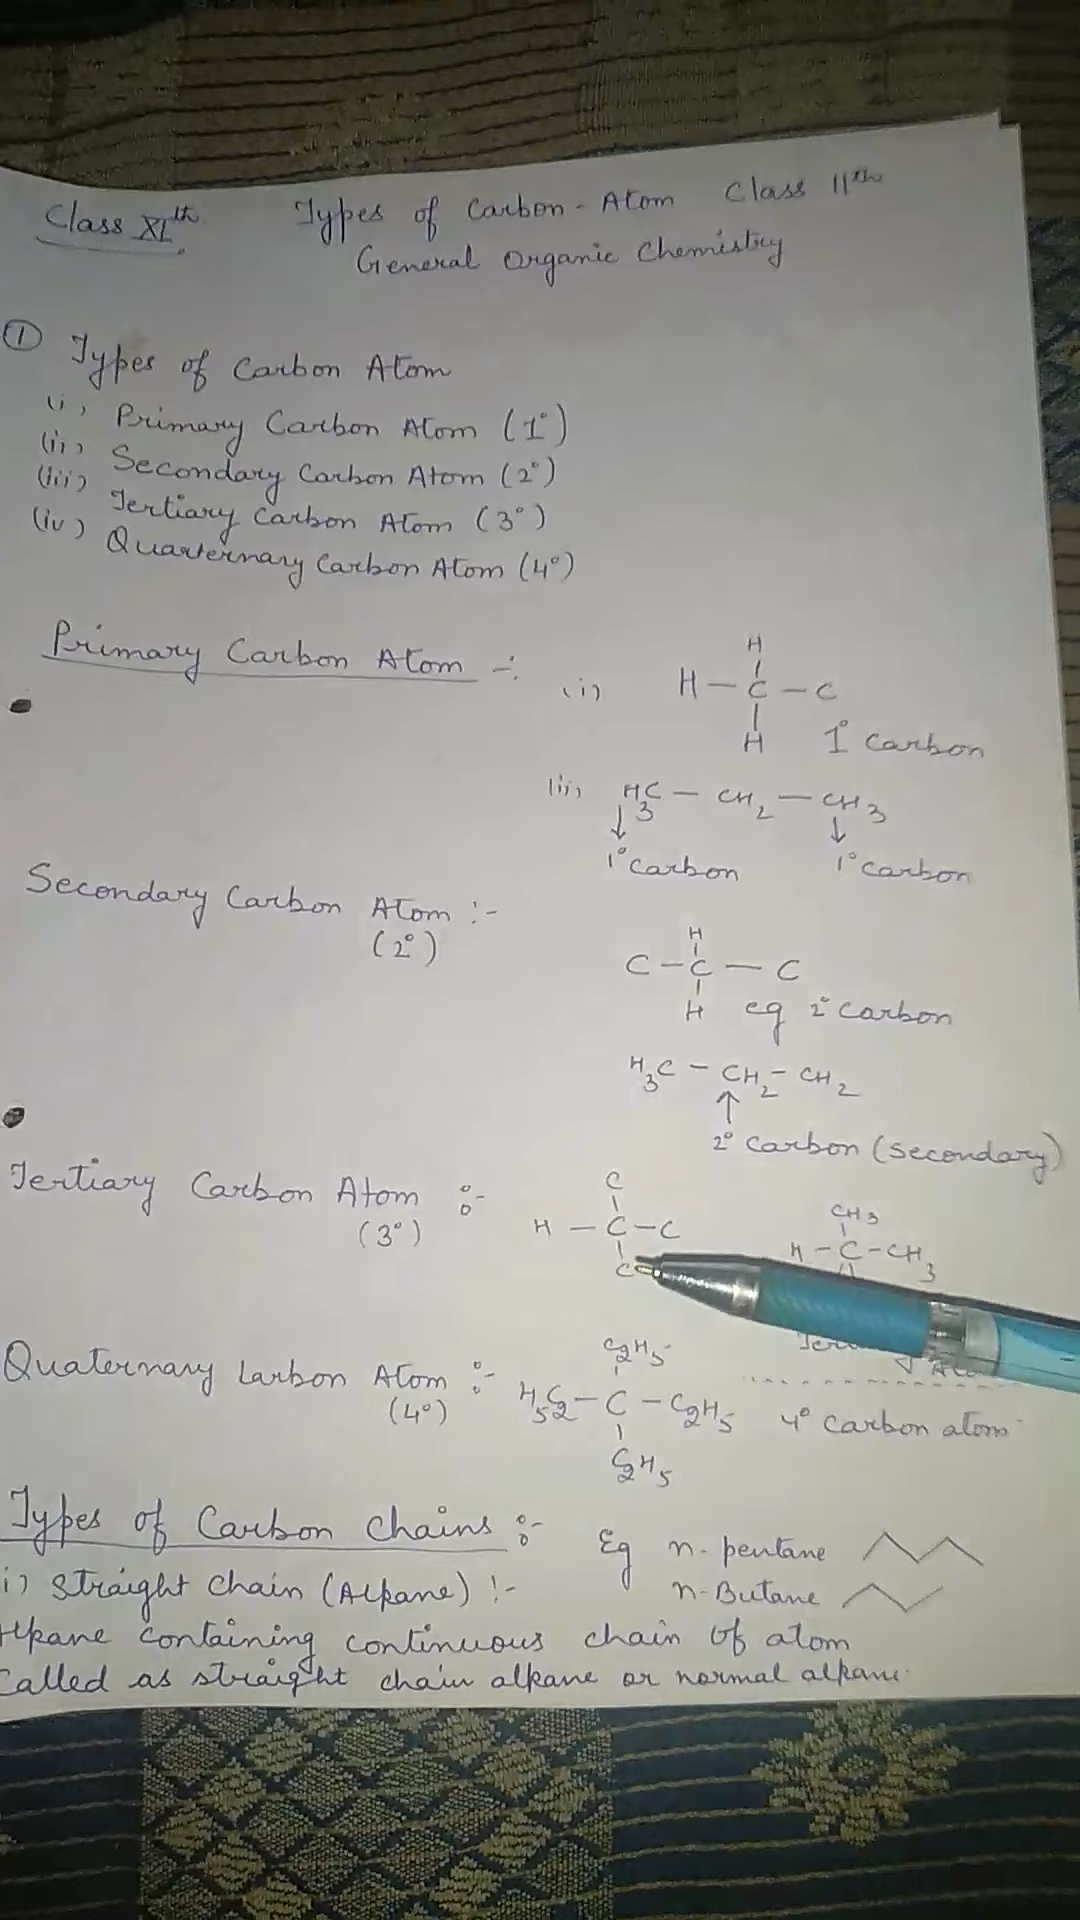 Class XIth Types of Carbon-Atom Class 11th
General Organic Chemistry
① Types of Carbon Atom
(i) Primary Carbon Atom (1°)
(ii) Secondary Carbon Atom (2°)
(iii) Tertiary Carbon Atom (3°)
(iv) Quarternary Carbon Atom (4°)
Primary Carbon Atom -:
H
(i) H - C - C
H 1° Carbon
(ii) H3C - CH2 - CH3
1° Carbon 1° Carbon
Secondary Carbon Atom :-
(2°)
H
C - C - C
H eg 2° Carbon
H3C - CH2 - CH2
2° Carbon (secondary)
Tertiary Carbon Atom :-
(3°)
C
H - C - C
C
CH3
H - C - CH3
Quaternary Carbon Atom :-
(4°)
C2H5
H5C2 - C - C2H5 4° Carbon atom
C2H5
Types of Carbon Chains :-
Eg n-pentane
i) Straight Chain (Alkane) :-
n-Butane
Alkane containing continuous chain of atom
Called as straight chain alkane or normal alkane.